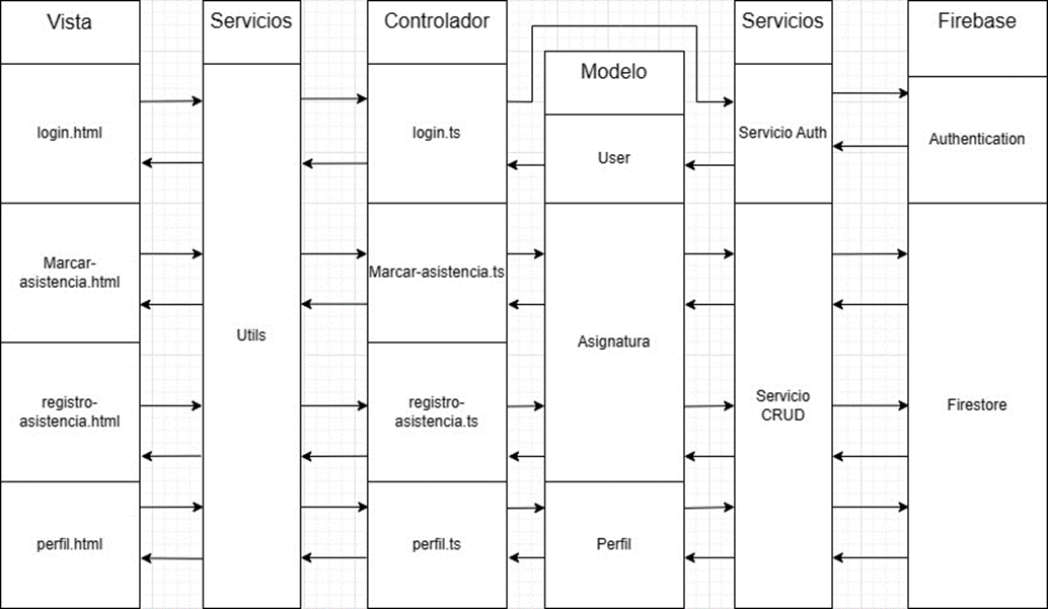 Vista
Servicios
Controlador
Modelo
Servicios
Firebase
login.html
login.ts
User
Servicio Auth
Authentication
Marcar-
asistencia.html
Utils
Marcar-asistencia.ts
Asignatura
Servicio
CRUD
Firestore
registro-
asistencia.html
registro-
asistencia.ts
perfil.html
perfil.ts
Perfil